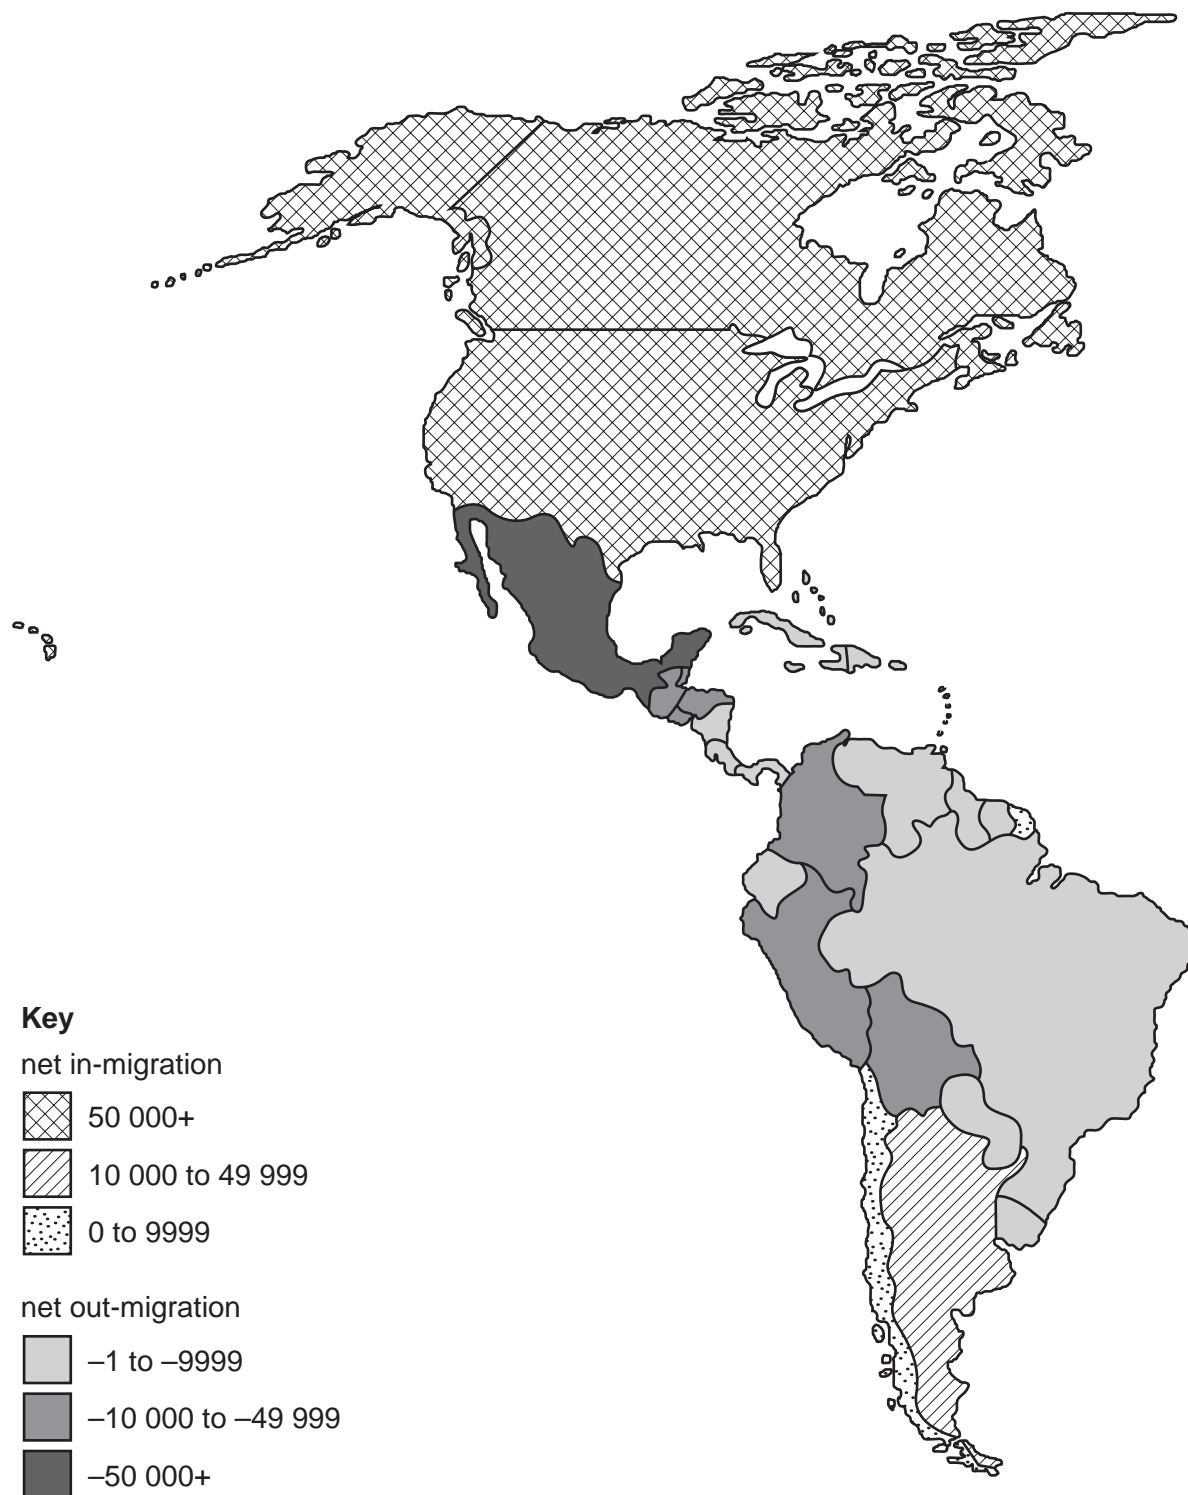 Key
net in-migration
50 000+
10 000 to 49 999
0 to 9999
net out-migration
–1 to –9999
–10 000 to –49 999
–50 000+